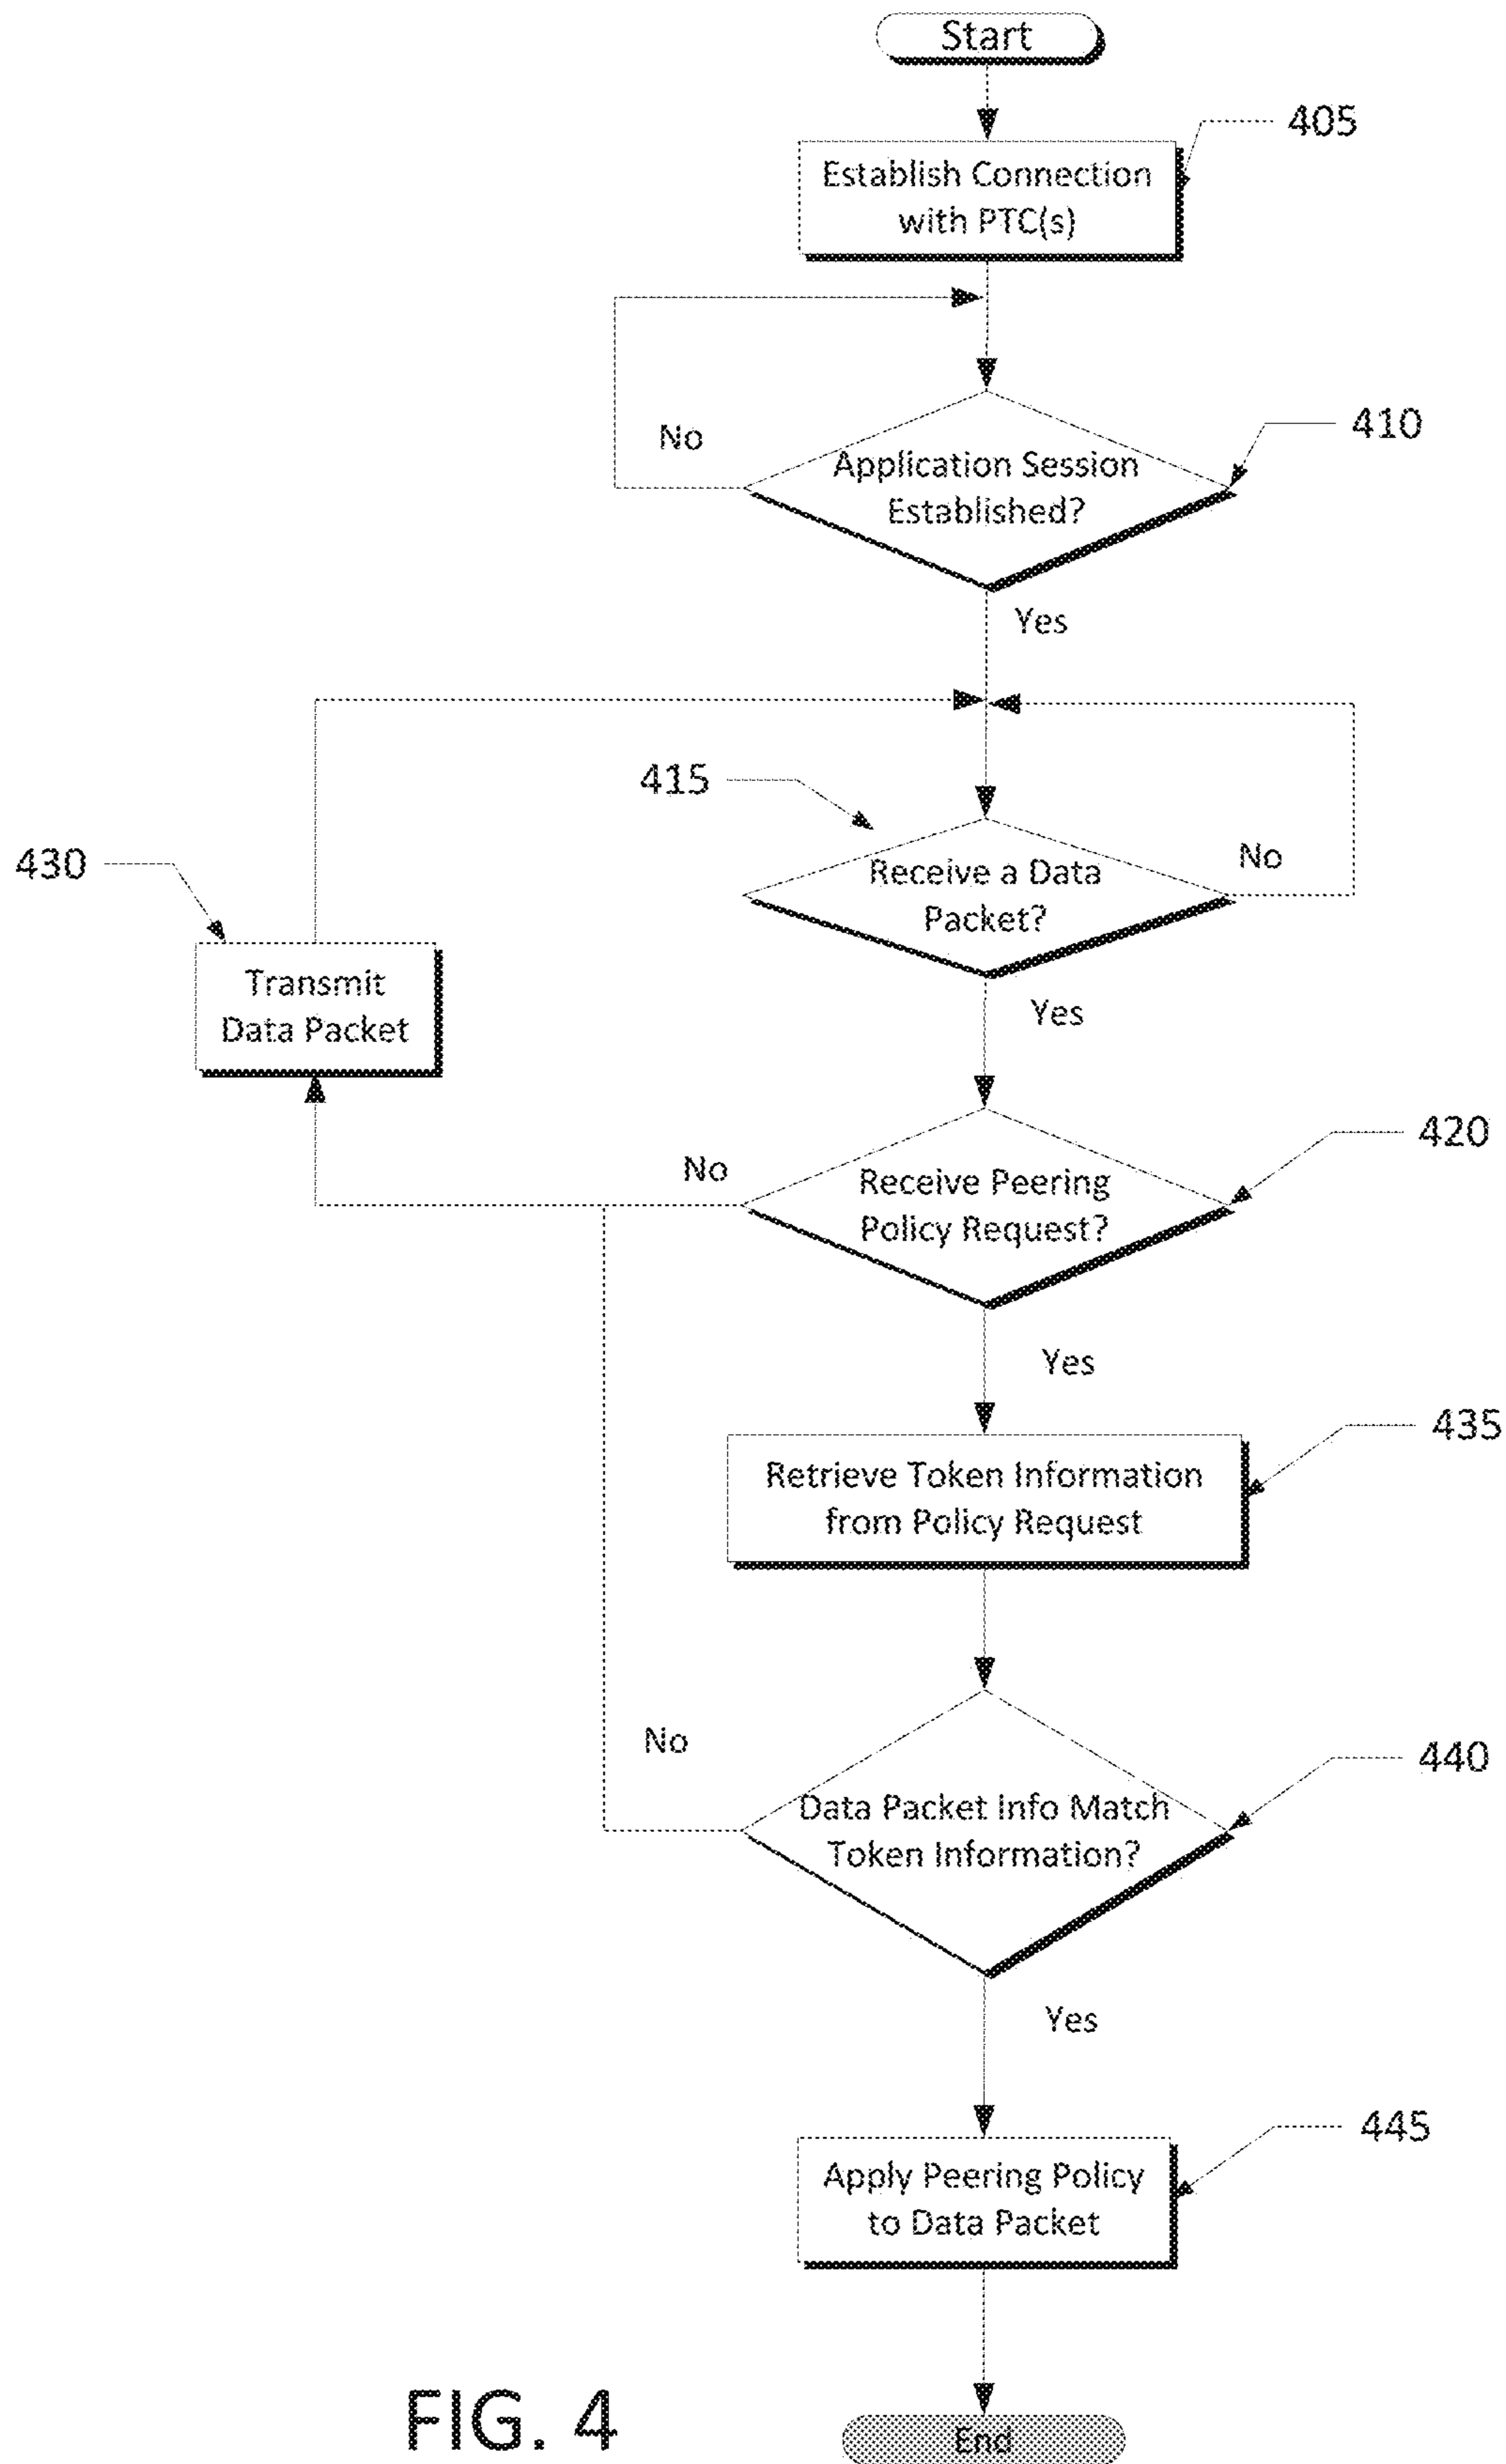 Start
405
Establish Connection
with PTC(s)
No
410
Application Session
Established?
Yes
415
430
Receive a Data
Packet?
No
Transmit
Data Packet
Yes
420
No
Receive Peering
Policy Request?
Yes
435
Retrieve Token Information
from Policy Request
No
440
Data Packet Info Match
Token Information?
Yes
445
Apply Peering Policy
to Data Packet
FIG. 4
End